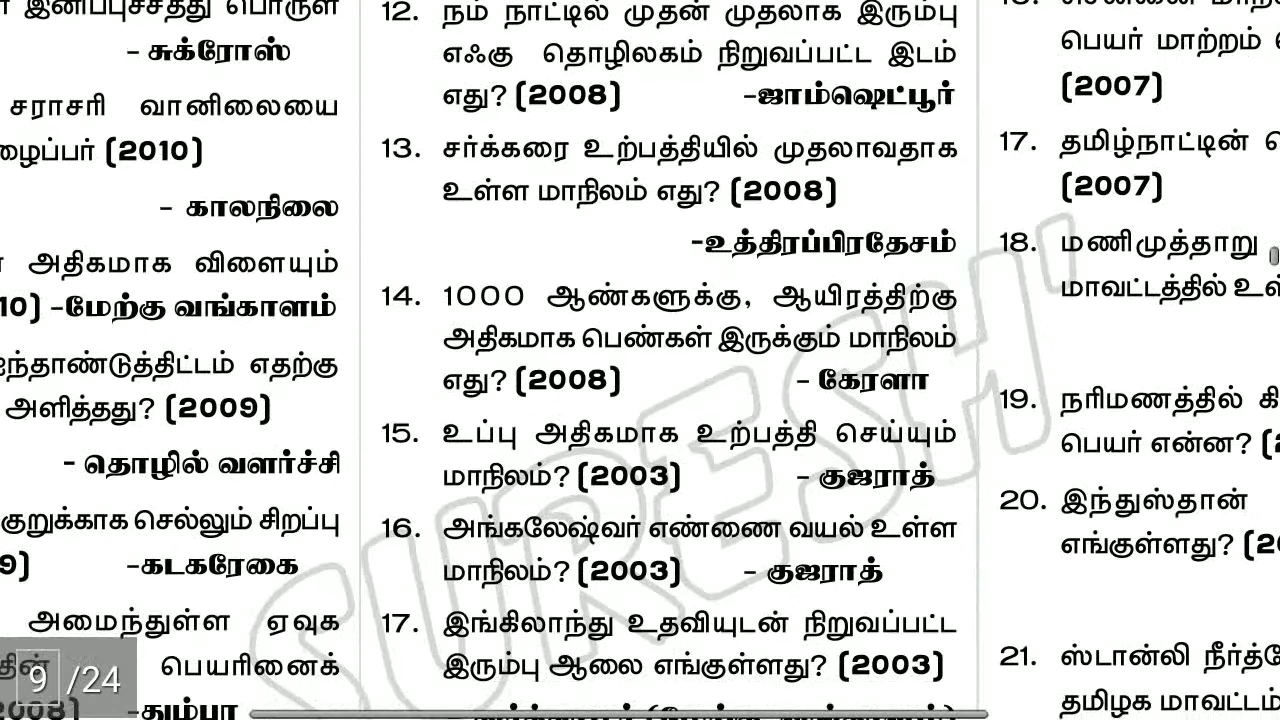 இனிப்புச்சத்து பொருள்
- சுக்ரோஸ்
சராசரி வானிலையை
ழைப்பர் (2010)
- காலநிலை
அதிகமாக விளையும்
10) -மேற்கு வங்காளம்
ஐந்தாண்டுத்திட்டம் எதற்கு
அளித்தது? (2009)
- தொழில் வளர்ச்சி
குறுக்காக செல்லும் சிறப்பு
9) -கடகரேகை
அமைந்துள்ள ஏவுக
தின் பெயரினைக்
2008) -தும்பா
9 /24
12. நம் நாட்டில் முதன் முதலாக இரும்பு
எஃகு தொழிலகம் நிறுவப்பட்ட இடம்
எது? (2008) -ஜாம்ஷெட்பூர்
13. சர்க்கரை உற்பத்தியில் முதலாவதாக
உள்ள மாநிலம் எது? (2008)
-உத்திரப்பிரதேசம்
14. 1000 ஆண்களுக்கு, ஆயிரத்திற்கு
அதிகமாக பெண்கள் இருக்கும் மாநிலம்
எது? (2008) - கேரளா
15. உப்பு அதிகமாக உற்பத்தி செய்யும்
மாநிலம்? (2003) - குஜராத்
16. அங்கலேஷ்வர் எண்ணை வயல் உள்ள
மாநிலம்? (2003) - குஜராத்
17. இங்கிலாந்து உதவியுடன் நிறுவப்பட்ட
இரும்பு ஆலை எங்குள்ளது? (2003)
பெயர் மாற்றம்
(2007)
17. தமிழ்நாட்டின்
(2007)
18. மணிமுத்தாறு
மாவட்டத்தில்
19. நரிமணத்தில்
பெயர் என்ன?
20. இந்துஸ்தான்
எங்குள்ளது?
21. ஸ்டான்லி
தமிழக மாவட்டம்
SURESH'